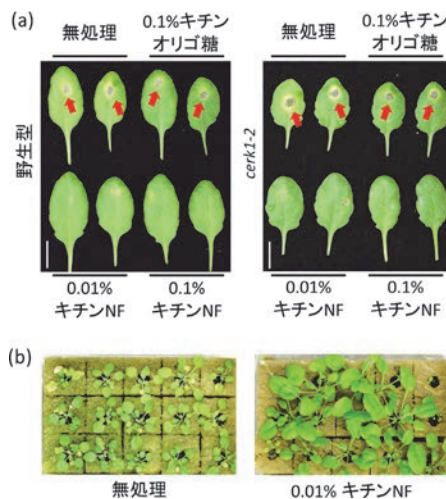 (a)
無処理
0.1%キチン
オリゴ糖
無処理
0.1%キチン
オリゴ糖
野生型
cerk1-2
0.01%
キチンNF
0.1%
キチンNF
0.01%
キチンNF
0.1%
キチンNF
(b)
無処理
0.01% キチンNF